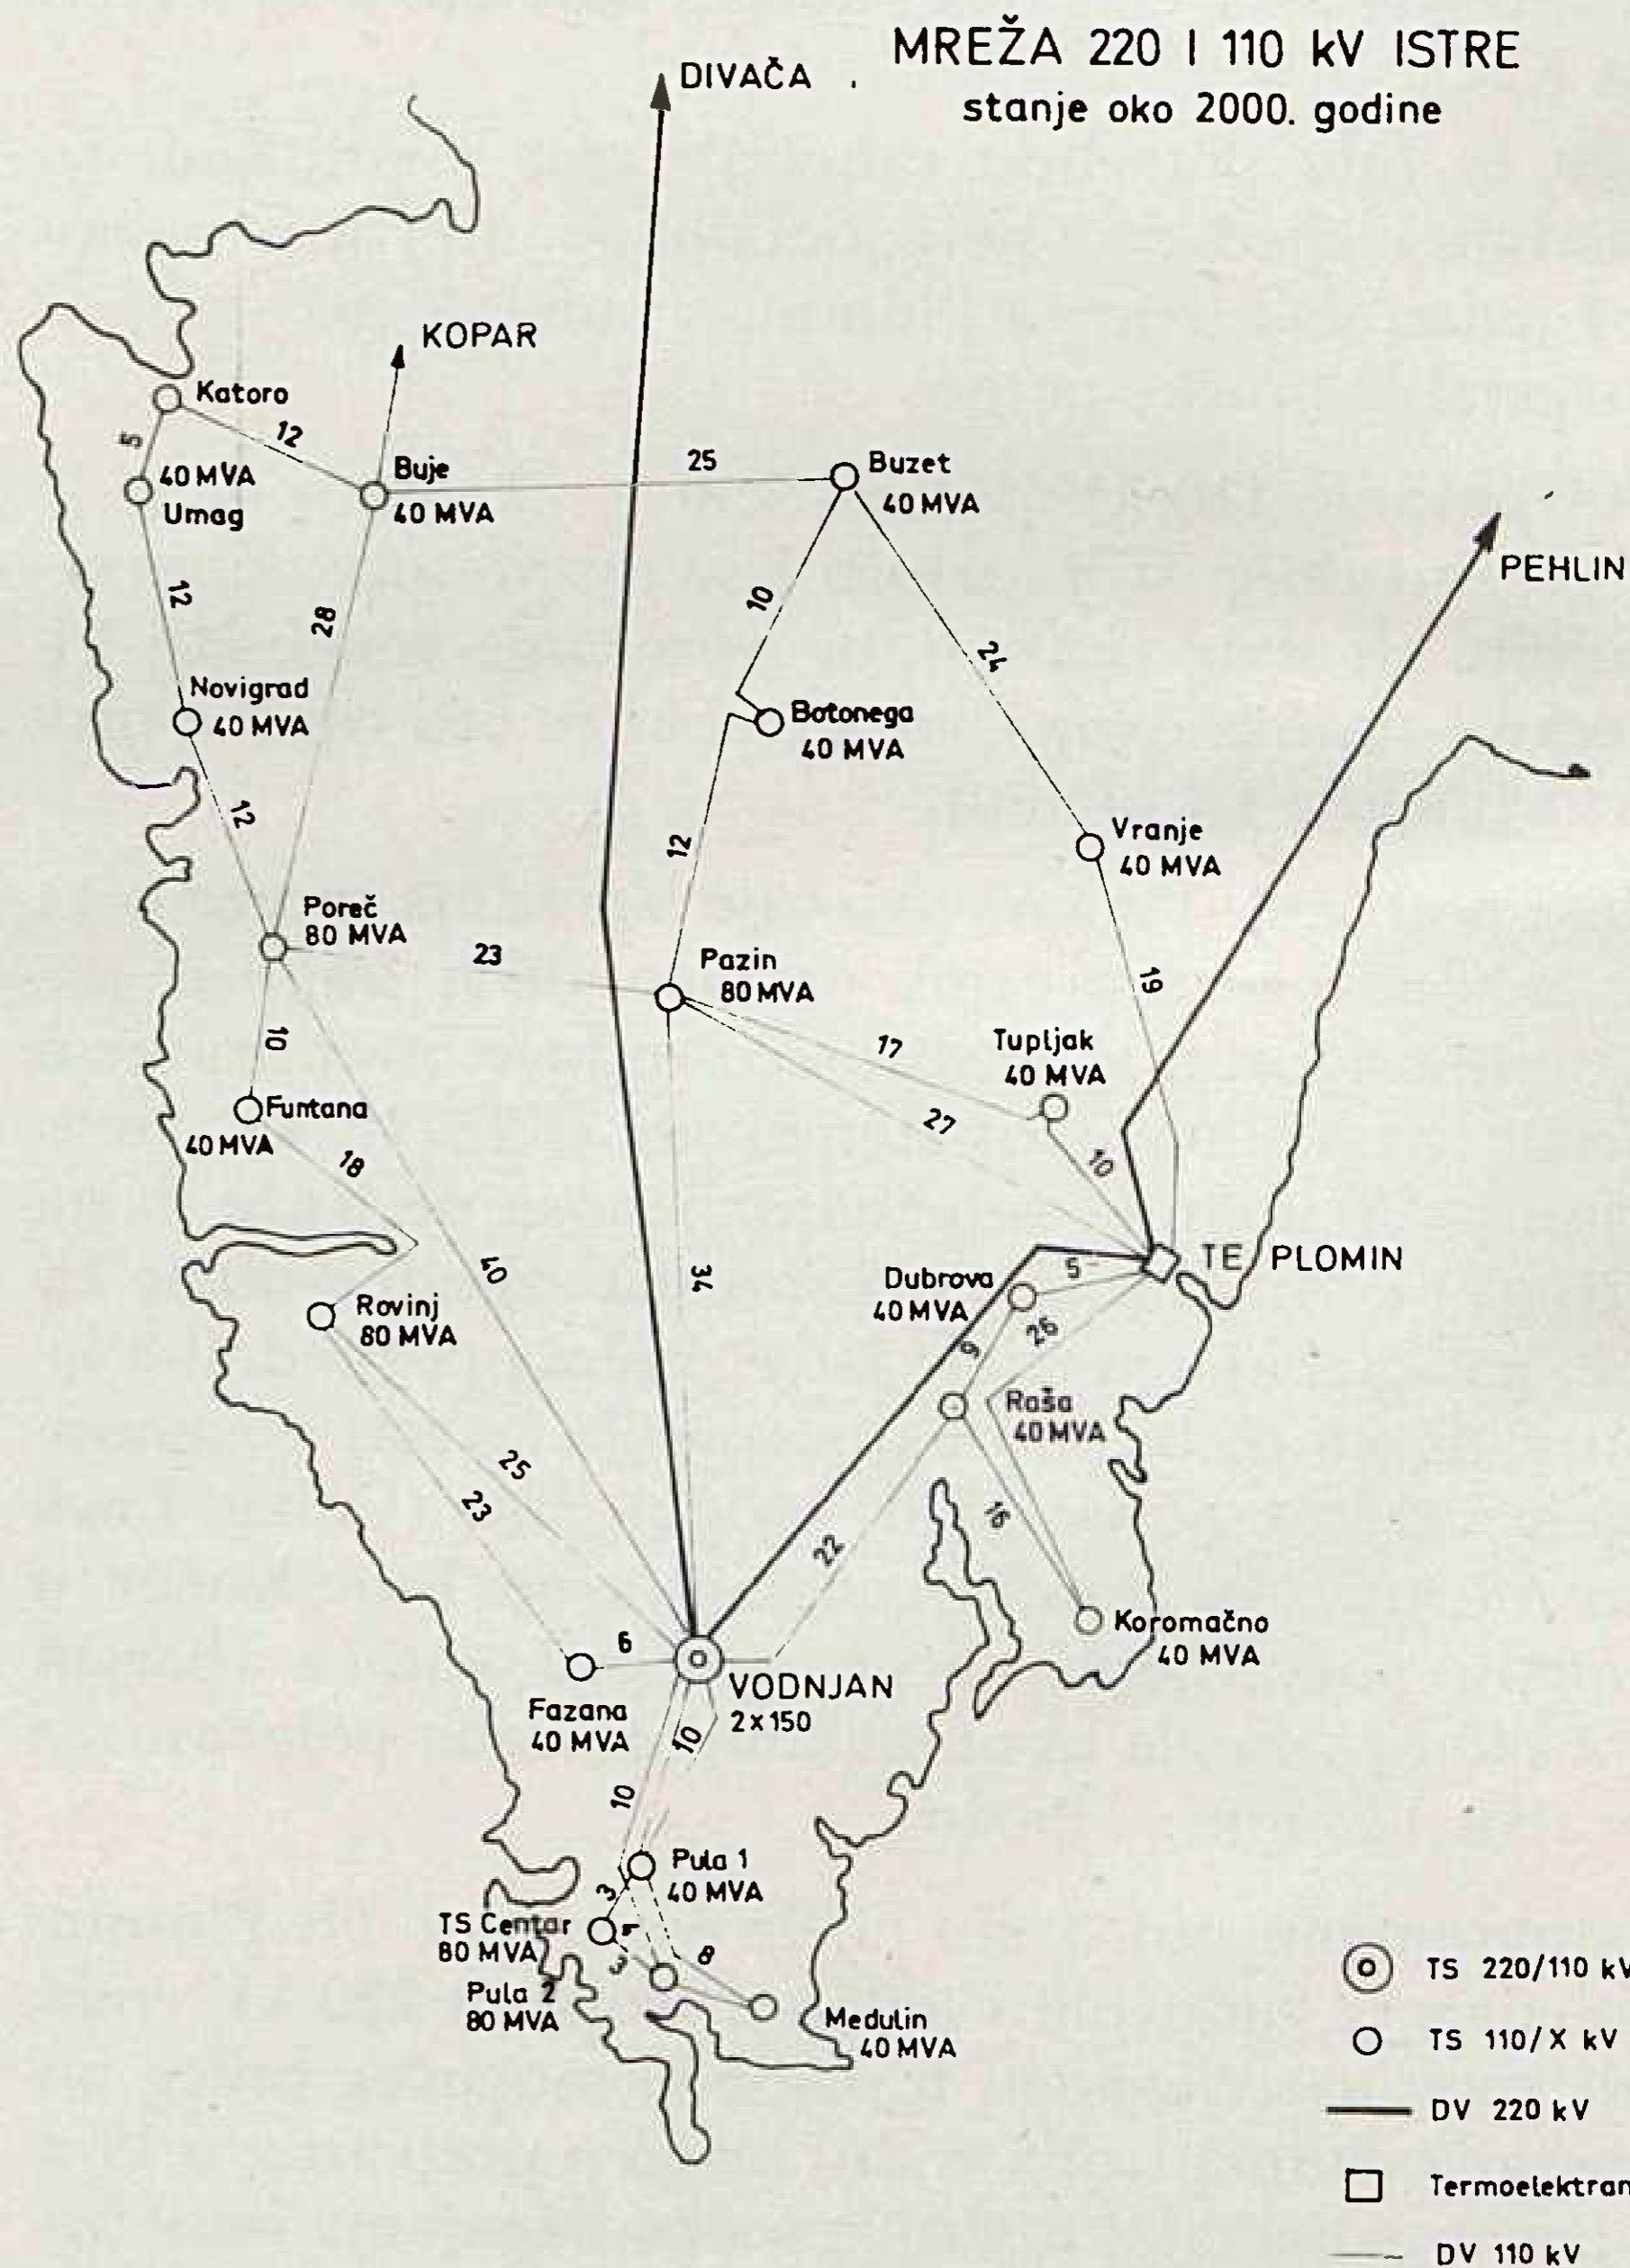 MREŽA 220 I 110 kV ISTRE
stanje oko 2000. godine
DIVAČA
KOPAR
Katoro
12
5
40 MVA
Umag
Buje
40 MVA
25
Buzet
40 MVA
PEHLIN
12
28
10
24
Novigrad
40 MVA
Botonega
40 MVA
12
12
Vranje
40 MVA
Poreč
80 MVA
23
Pazin
80 MVA
19
10
17
Tupljak
40 MVA
27
Funtana
40 MVA
18
10
40
34
TE PLOMIN
5
Dubrova
40 MVA
26
9
Rovinj
80 MVA
Raša
40 MVA
25
23
22
16
Koromačno
40 MVA
6
Fazana
40 MVA
VODNJAN
2x150
10
10
Pula 1
40 MVA
3
TS Centar
80 MVA
3
8
Pula 2
80 MVA
Medulin
40 MVA
TS 220/110 kV
TS 110/X kV
DV 220 kV
Termoelektran
DV 110 kV